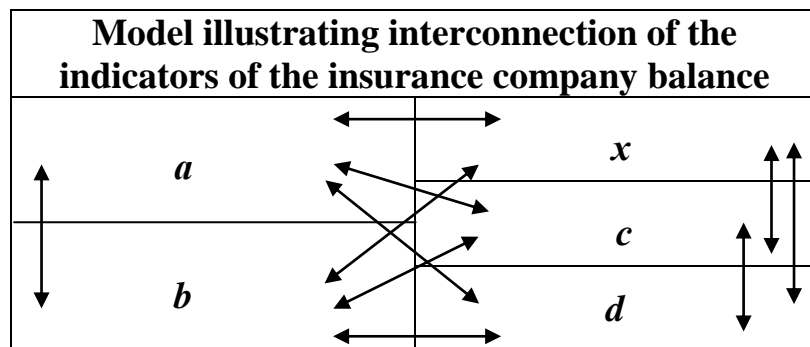 Model illustrating interconnection of the
indicators of the insurance company balance
a
x
c
b
d